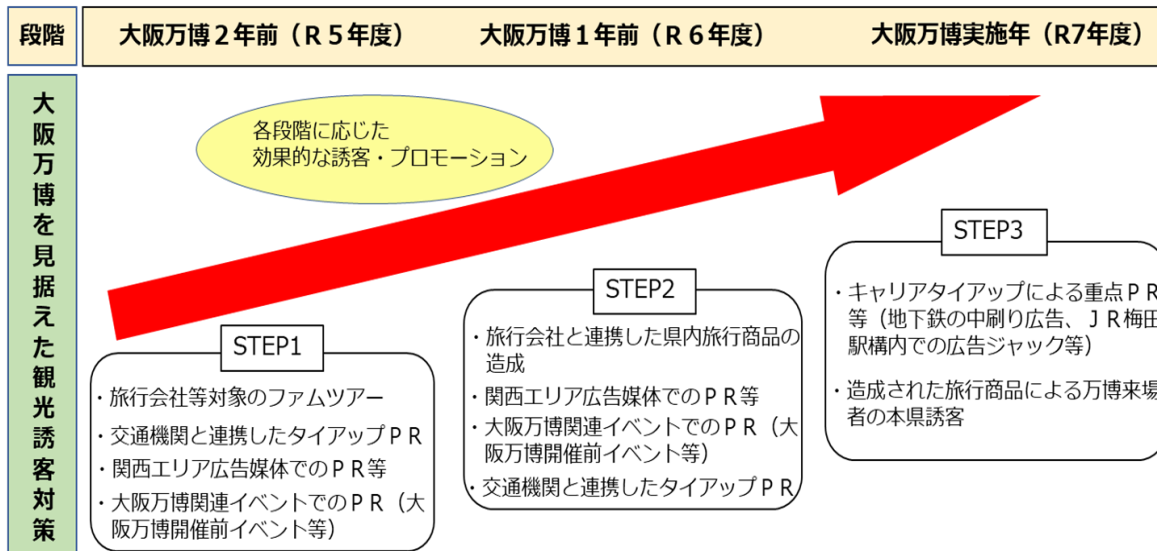 段階
大阪万博２年前（Ｒ５年度）
大阪万博１年前（Ｒ６年度）
大阪万博実施年（R7年度）
大阪万博を見据えた観光誘客対策
各段階に応じた
効果的な誘客・プロモーション
STEP1
・旅行会社等対象のファムツアー
・交通機関と連携したタイアップＰＲ
・関西エリア広告媒体でのＰＲ等
・大阪万博関連イベントでのＰＲ（大
阪万博開催前イベント等）
STEP2
・旅行会社と連携した県内旅行商品の
造成
・関西エリア広告媒体でのＰＲ等
・大阪万博関連イベントでのＰＲ（大
阪万博開催前イベント等）
・交通機関と連携したタイアップＰＲ
STEP3
・キャリアタイアップによる重点ＰＲ
等（地下鉄の中刷り広告、ＪＲ梅田
駅構内での広告ジャック等）
・造成された旅行商品による万博来場
者の本県誘客